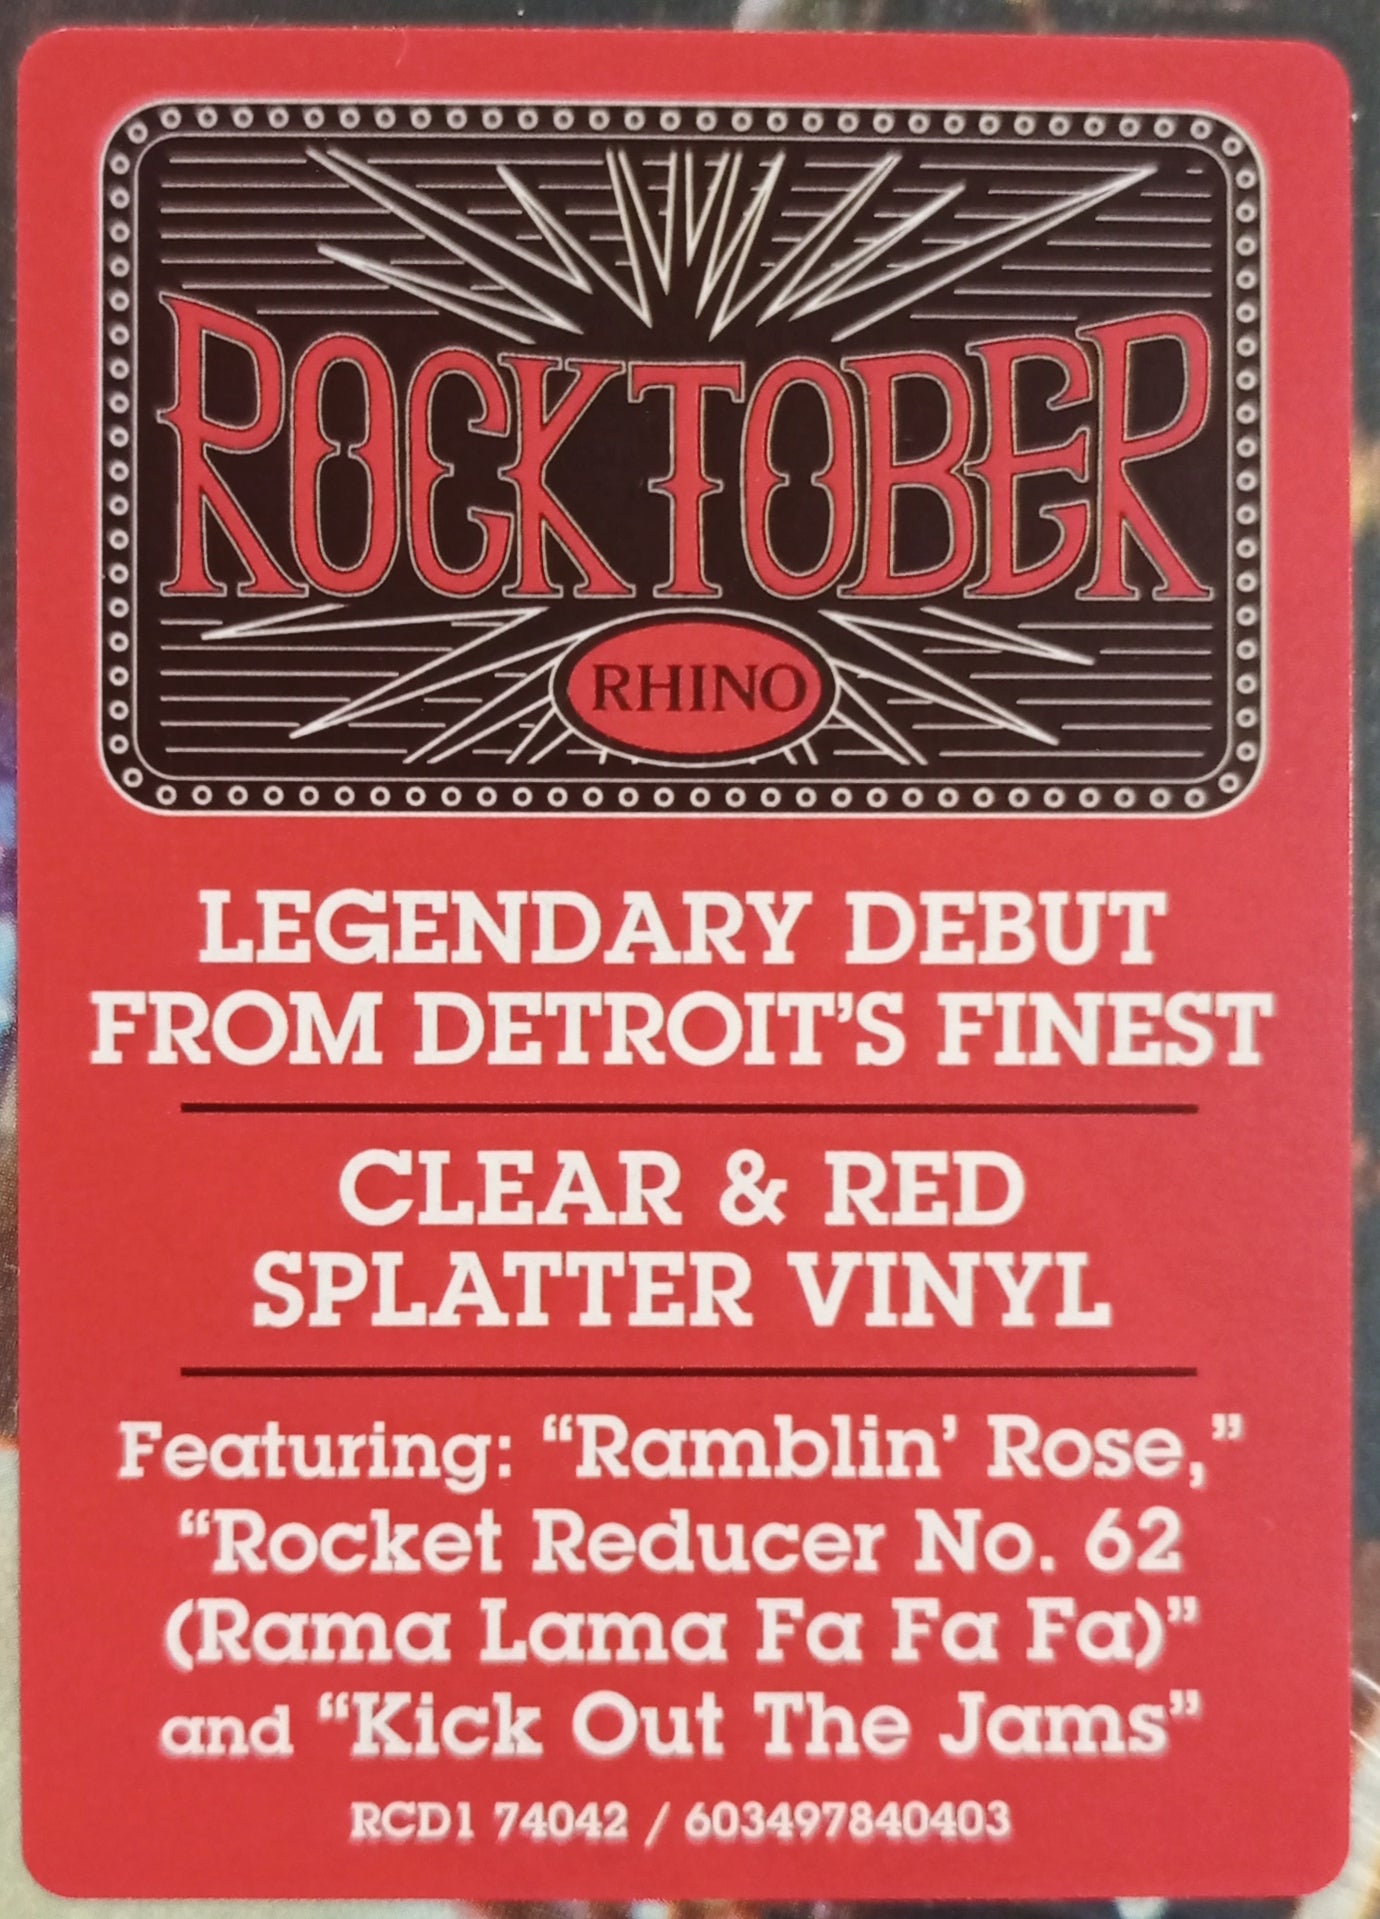 ROCKTOBER
RHINO
LEGENDARY DEBUT
FROM DETROIT'S FINEST
CLEAR & RED
SPLATTER VINYL
Featuring: “Ramblin’ Rose,”
“Rocket Reducer No. 62
(Rama Lama Fa Fa Fa)”
and “Kick Out The Jams”
RCD1 74042 / 603497840403